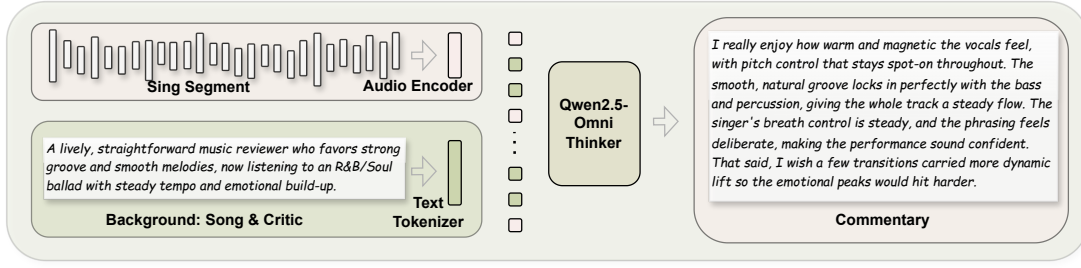 Sing Segment
Audio Encoder
A lively, straightforward music reviewer who favors strong
groove and smooth melodies, now listening to an R&B/Soul
ballad with steady tempo and emotional build-up.
Text
Tokenizer
Background: Song & Critic
Qwen2.5-
Omni
Thinker
I really enjoy how warm and magnetic the vocals feel,
with pitch control that stays spot-on throughout. The
smooth, natural groove locks in perfectly with the bass
and percussion, giving the whole track a steady flow. The
singer's breath control is steady, and the phrasing feels
deliberate, making the performance sound confident.
That said, I wish a few transitions carried more dynamic
lift so the emotional peaks would hit harder.
Commentary